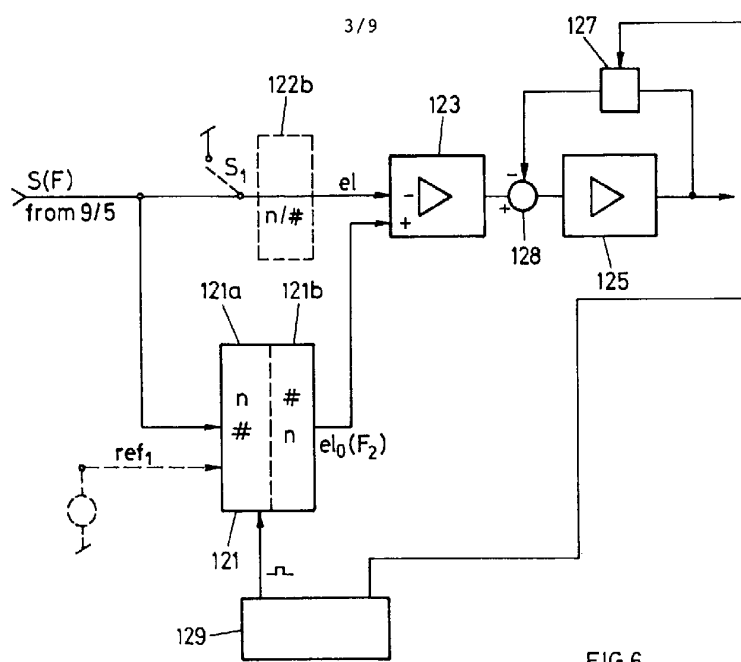 3/9
127
122b
123
S1
S(F)
from 9/5
n/#
el
−
+
−
+
128
125
121a
121b
n
#
#
n
el0(F2)
ref1
121
129
FIG.6